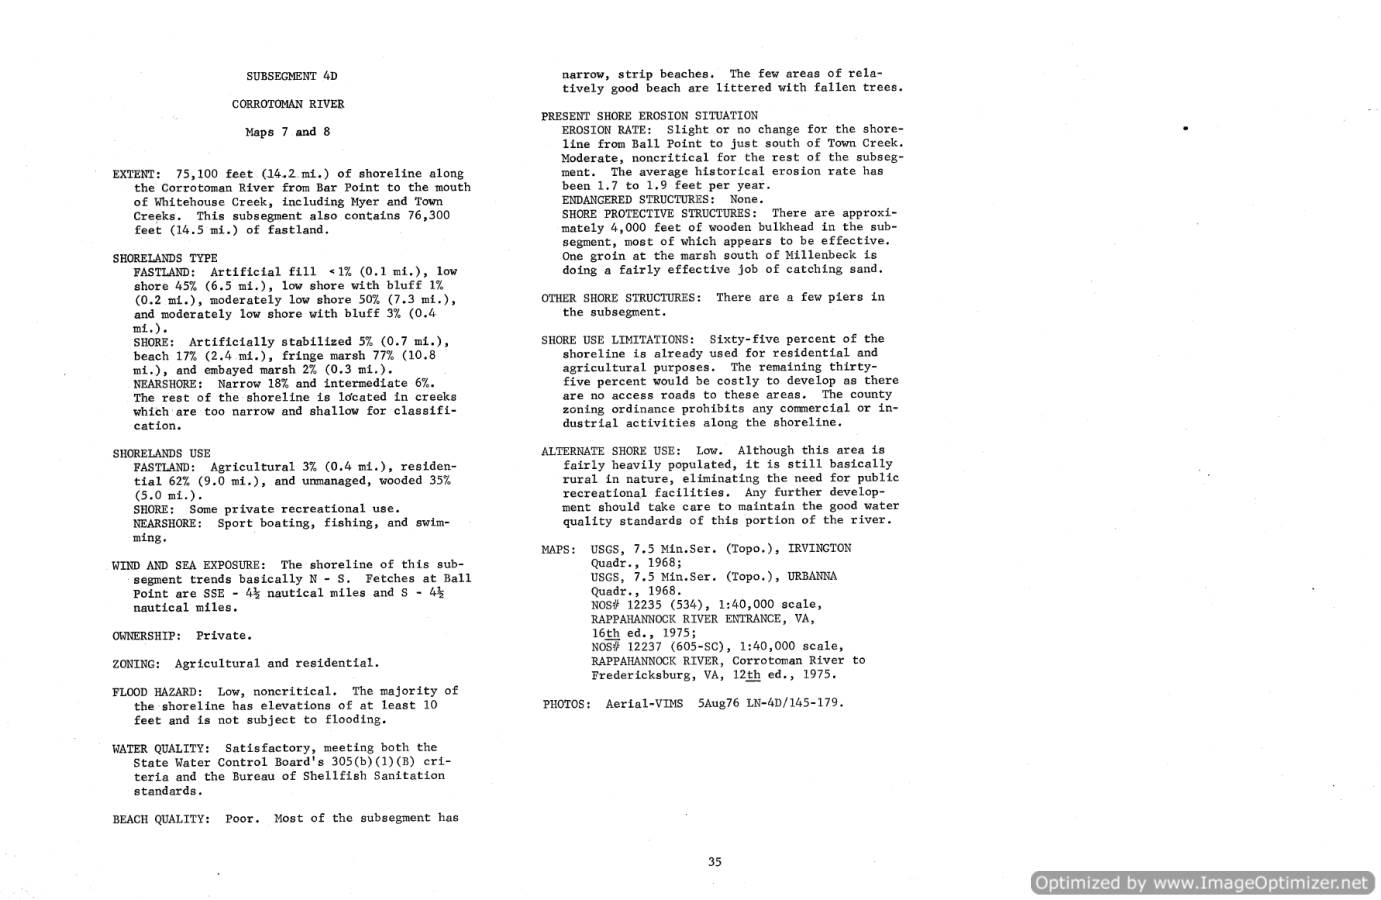 SUBSEGMENT 4D
CORROTOMAN RIVER
Maps 7 and 8
EXTENT: 75,100 feet (14.2 mi.) of shoreline along
the Corrotoman River from Bar Point to the mouth
of Whitehouse Creek, including Myer and Town
Creeks. This subsegment also contains 76,300
feet (14.5 mi.) of fastland.
SHORELANDS TYPE
FASTLAND: Artificial fill <1% (0.1 mi.), low
shore 45% (6.5 mi.), low shore with bluff 1%
(0.2 mi.), moderately low shore 50% (7.3 mi.),
and moderately low shore with bluff 3% (0.4
mi.).
SHORE: Artificially stabilized 5% (0.7 mi.),
beach 17% (2.4 mi.), fringe marsh 77% (10.8
mi.), and embayed marsh 2% (0.3 mi.).
NEARSHORE: Narrow 18% and intermediate 6%.
The rest of the shoreline is located in creeks
which are too narrow and shallow for classifi-
cation.
SHORELANDS USE
FASTLAND: Agricultural 3% (0.4 mi.), residen-
tial 62% (9.0 mi.), and unmanaged, wooded 35%
(5.0 mi.).
SHORE: Some private recreational use.
NEARSHORE: Sport boating, fishing, and swim-
ming.
WIND AND SEA EXPOSURE: The shoreline of this sub-
segment trends basically N - S. Fetches at Ball
Point are SSE - 4½ nautical miles and S - 4½
nautical miles.
OWNERSHIP: Private.
ZONING: Agricultural and residential.
FLOOD HAZARD: Low, noncritical. The majority of
the shoreline has elevations of at least 10
feet and is not subject to flooding.
WATER QUALITY: Satisfactory, meeting both the
State Water Control Board's 305(b)(1)(B) cri-
teria and the Bureau of Shellfish Sanitation
standards.
BEACH QUALITY: Poor. Most of the subsegment has
narrow, strip beaches. The few areas of rela-
tively good beach are littered with fallen trees.
PRESENT SHORE EROSION SITUATION
EROSION RATE: Slight or no change for the shore-
line from Ball Point to just south of Town Creek.
Moderate, noncritical for the rest of the subseg-
ment. The average historical erosion rate has
been 1.7 to 1.9 feet per year.
ENDANGERED STRUCTURES: None.
SHORE PROTECTIVE STRUCTURES: There are approxi-
mately 4,000 feet of wooden bulkhead in the sub-
segment, most of which appears to be effective.
One groin at the marsh south of Millenbeck is
doing a fairly effective job of catching sand.
OTHER SHORE STRUCTURES: There are a few piers in
the subsegment.
SHORE USE LIMITATIONS: Sixty-five percent of the
shoreline is already used for residential and
agricultural purposes. The remaining thirty-
five percent would be costly to develop as there
are no access roads to these areas. The county
zoning ordinance prohibits any commercial or in-
dustrial activities along the shoreline.
ALTERNATE SHORE USE: Low. Although this area is
fairly heavily populated, it is still basically
rural in nature, eliminating the need for public
recreational facilities. Any further develop-
ment should take care to maintain the good water
quality standards of this portion of the river.
MAPS: USGS, 7.5 Min.Ser. (Topo.), IRVINGTON
Quadr., 1968;
USGS, 7.5 Min.Ser. (Topo.), URBANNA
Quadr., 1968.
NOS# 12235 (534), 1:40,000 scale,
RAPPAHANNOCK RIVER ENTRANCE, VA,
16th ed., 1975;
NOS# 12237 (605-SC), 1:40,000 scale,
RAPPAHANNOCK RIVER, Corrotoman River to
Fredericksburg, VA, 12th ed., 1975.
PHOTOS: Aerial-VIMS 5Aug76 LN-4D/145-179.
35
Optimized by www.ImageOptimizer.net